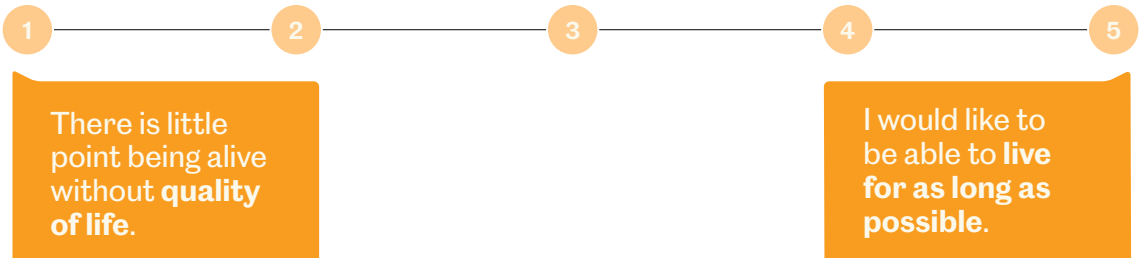 1 2 3 4 5
There is little
point being alive
without quality
of life.
I would like to
be able to live
for as long as
possible.